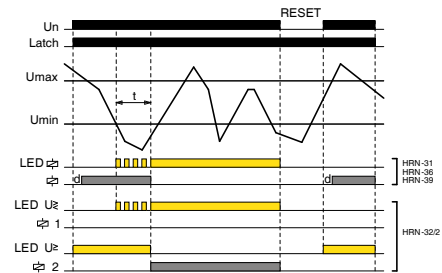 RESET
Un
Latch
Umax
t
Umin
LED
HRN-31
HRN-36
d
d
HRN-39
LED U≷
1
HRN-32/2
LED U≥
2